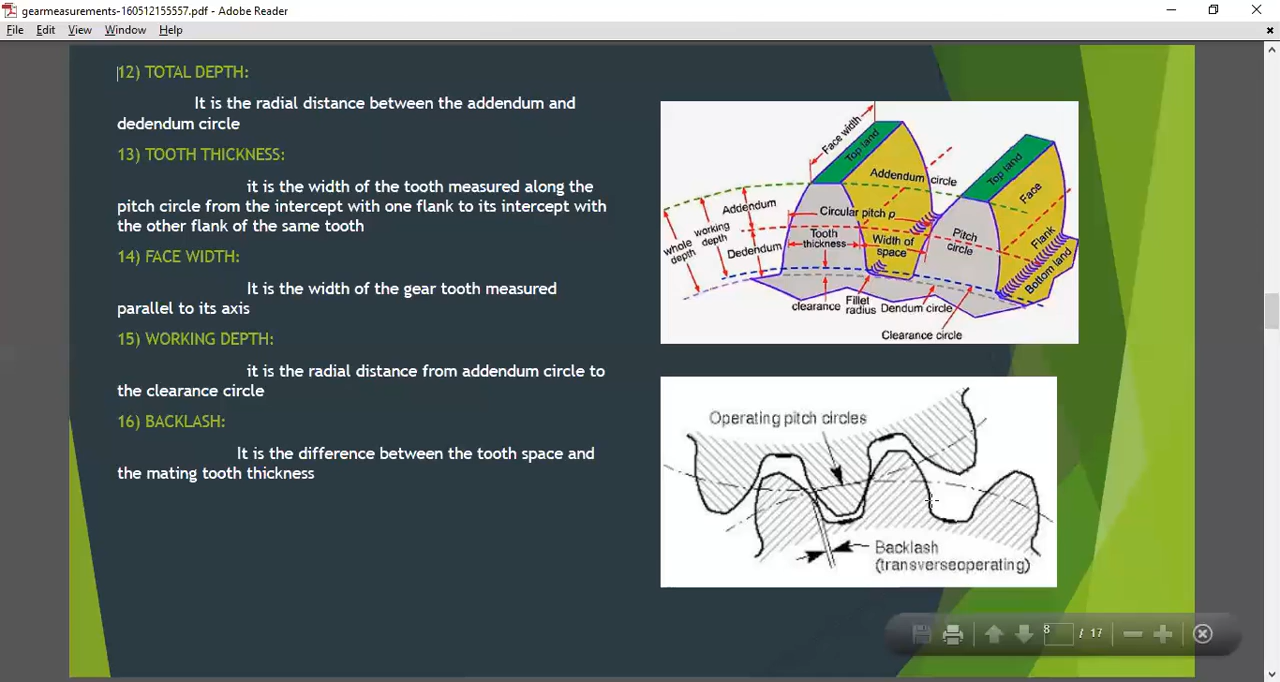 gearmeasurements-160512155557.pdf - Adobe Reader
File Edit View Window Help
12) TOTAL DEPTH:
It is the radial distance between the addendum and
dedendum circle
13) TOOTH THICKNESS:
it is the width of the tooth measured along the
pitch circle from the intercept with one flank to its intercept with
the other flank of the same tooth
14) FACE WIDTH:
It is the width of the gear tooth measured
parallel to its axis
15) WORKING DEPTH:
it is the radial distance from addendum circle to
the clearance circle
16) BACKLASH:
It is the difference between the tooth space and
the mating tooth thickness
Face width
Top land
Top land
Addendum circle
Face
Addendum
Circular pitch p
working
depth
whole
depth
Dedendum
Tooth
thickness
Width of
space
Pitch
circle
Flank
Bottom land
clearance
Fillet
radius
Dendum circle
Clearance circle
Operating pitch circles
Backlash
(transverseoperating)
8 / 17